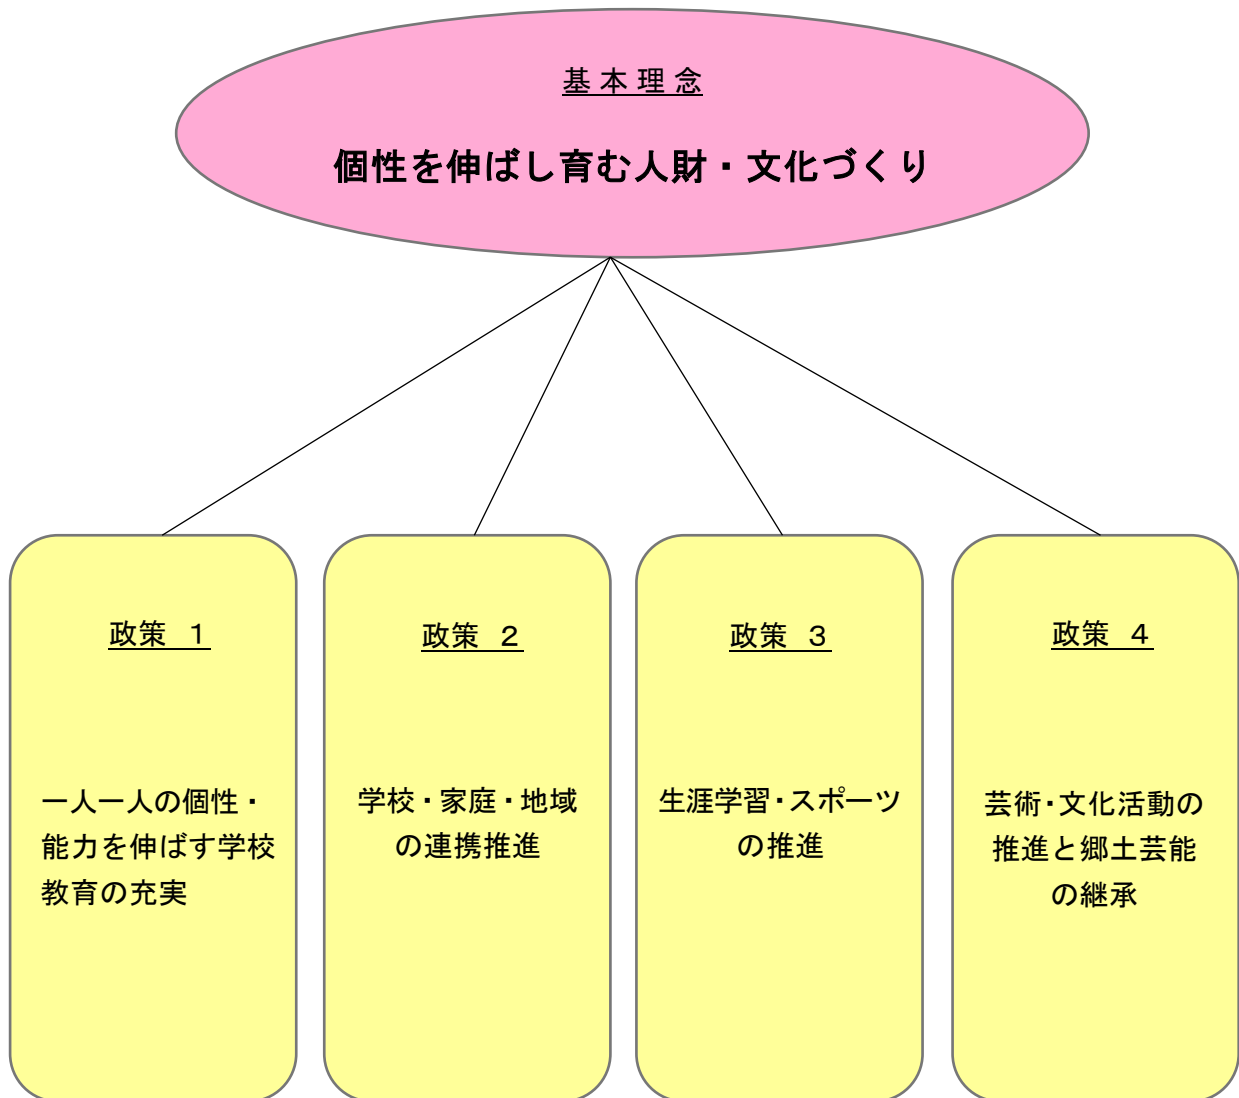 基 本 理 念
個性を伸ばし育む人財・文化づくり
政策　１
一人一人の個性・
能力を伸ばす学校
教育の充実
政策　２
学校・家庭・地域
の連携推進
政策　３
生涯学習・スポーツ
の推進
政策　４
芸術・文化活動の
推進と郷土芸能
の継承